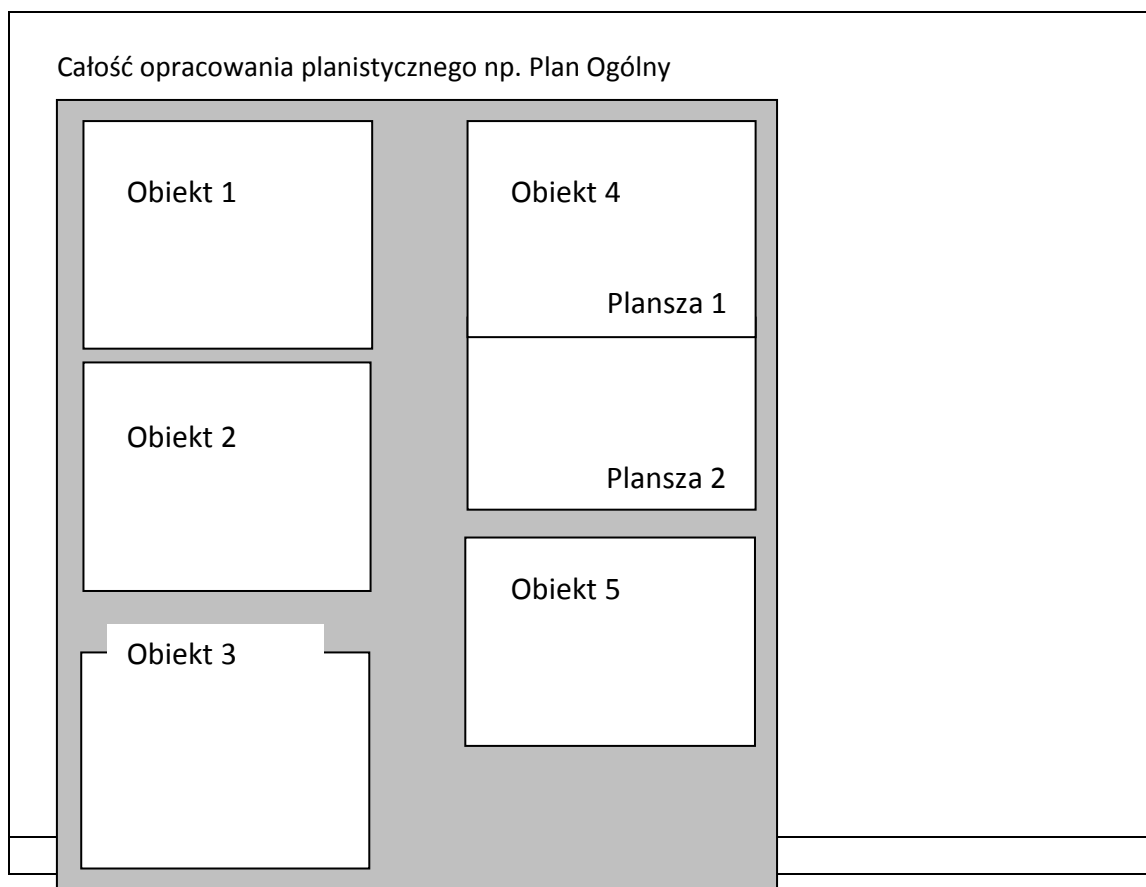 Całość opracowania planistycznego np. Plan Ogólny
Obiekt 1
Obiekt 2
Obiekt 3
Obiekt 4
Plansza 1
Plansza 2
Obiekt 5